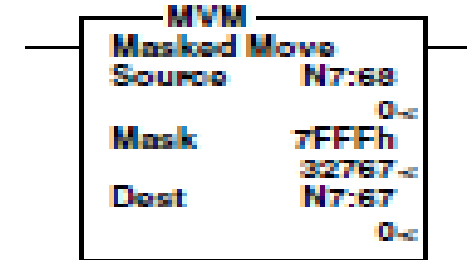 MVM
Masked Move
Source N7:68
0<
Mask 7FFFh
32767<
Dest N7:67
0<